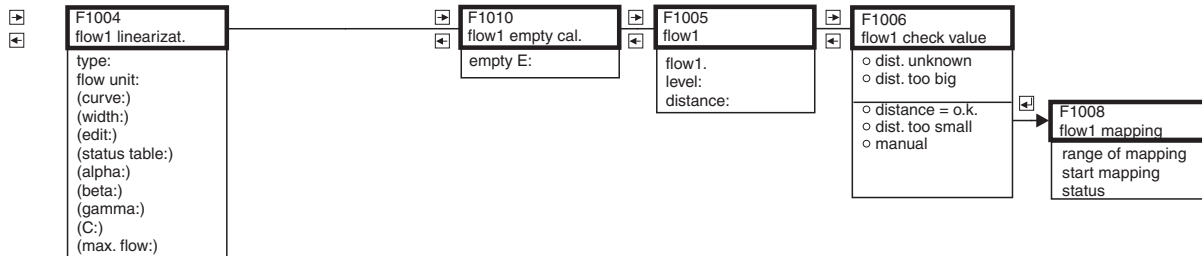 F1004
flow1 linearizat.
type:
flow unit:
(curve:)
(width:)
(edit:)
(status table:)
(alpha:)
(beta:)
(gamma:)
(C:)
(max. flow:)
F1010
flow1 empty cal.
empty E:
F1005
flow1
flow1.
level:
distance:
F1006
flow1 check value
dist. unknown
dist. too big
distance = o.k.
dist. too small
manual
F1008
flow1 mapping
range of mapping
start mapping
status